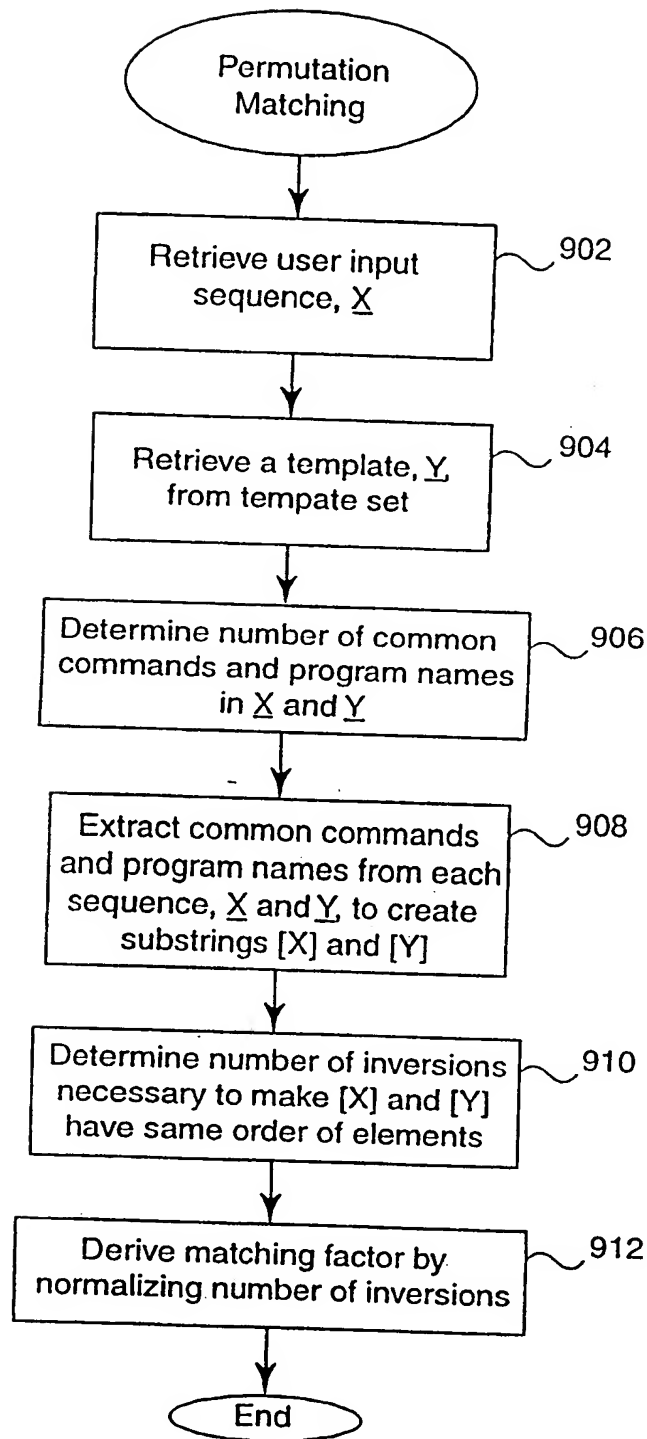 Permutation
Matching
Retrieve user input
sequence, X
902
Retrieve a template, Y,
from tempate set
904
Determine number of common
commands and program names
in X and Y
906
Extract common commands
and program names from each
sequence, X and Y, to create
substrings [X] and [Y]
908
Determine number of inversions
necessary to make [X] and [Y]
have same order of elements
910
Derive matching factor by
normalizing number of inversions
912
End